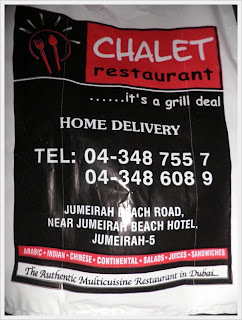 CHALET
restaurant
......it's a grill deal
HOME DELIVERY
TEL: 04-348 755 7
04-348 608 9
JUMEIRAH BEACH ROAD,
NEAR JUMEIRAH BEACH HOTEL,
JUMEIRAH-5
ARABIC • INDIAN • CHINESE • CONTINENTAL • SALADS • JUICES • SANDWICHES
The Authentic Multicuisine Restaurant in Dubai...